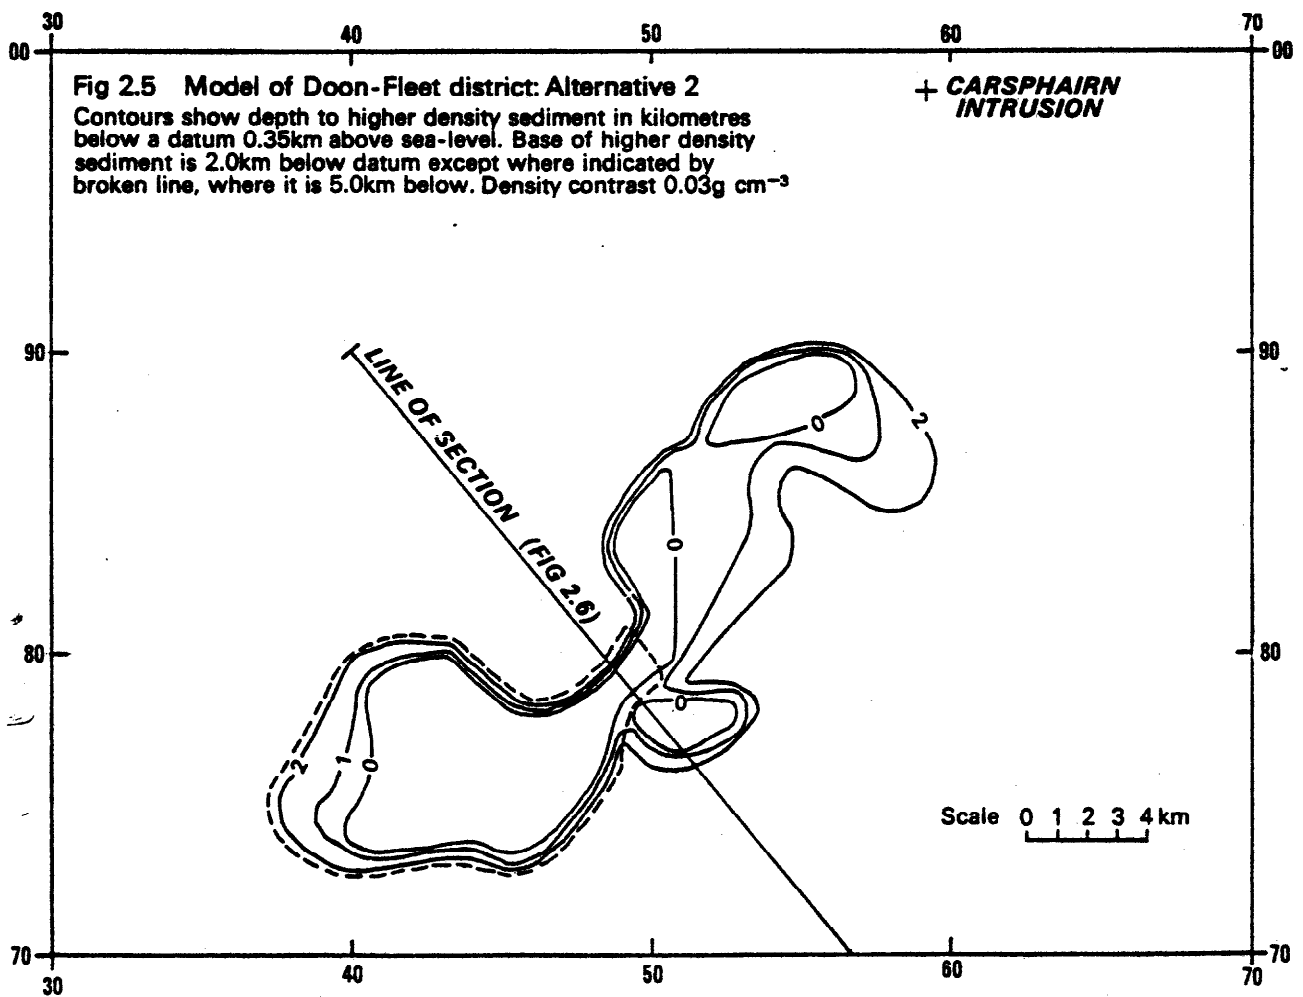 30
40
50
60
70
00
00
Fig 2.5 Model of Doon-Fleet district: Alternative 2
Contours show depth to higher density sediment in kilometres
below a datum 0.35km above sea-level. Base of higher density
sediment is 2.0km below datum except where indicated by
broken line, where it is 5.0km below. Density contrast 0.03g cm⁻³
+ CARSPHAIRN
INTRUSION
90
90
LINE OF SECTION (FIG 2.6)
0
2
0
80
80
0
2
1
0
Scale 0 1 2 3 4 km
70
70
30
40
50
60
70